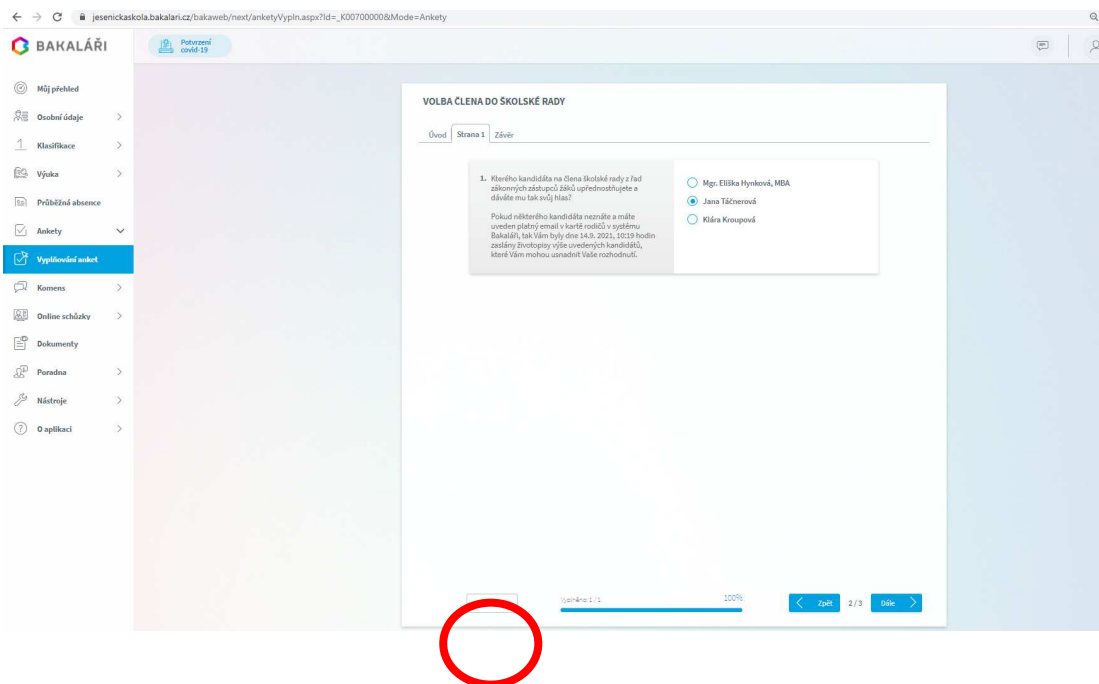 jesenickaskola.bakalari.cz/bakaweb/next/anketyVypln.aspx?Id=_K00700000&Mode=Ankety
BAKALÁŘI
Potvrzení
covid-19
Můj přehled
Osobní údaje
Klasifikace
Výuka
Průběžná absence
Ankety
Vyplňování anket
Komens
Online schůzky
Dokumenty
Poradna
Nástroje
O aplikaci
VOLBA ČLENA DO ŠKOLSKÉ RADY
Úvod Strana 1 Závěr
1. Kterého kandidáta na člena školské rady z řad
zákonných zástupců žáků upřednostňujete a
dáváte mu tak svůj hlas?
Pokud některého kandidáta neznáte a máte
uveden platný email v kartě rodičů v systému
Bakaláři, tak Vám byly dne 14.9. 2021, 10:19 hodin
zaslány životopisy výše uvedených kandidátů,
které Vám mohou usnadnit Vaše rozhodnutí.
Mgr. Eliška Hynková, MBA
Jana Táčnerová
Klára Kroupová
Vyplněno: 1 / 1
100%
Zpět 2 / 3 Dále